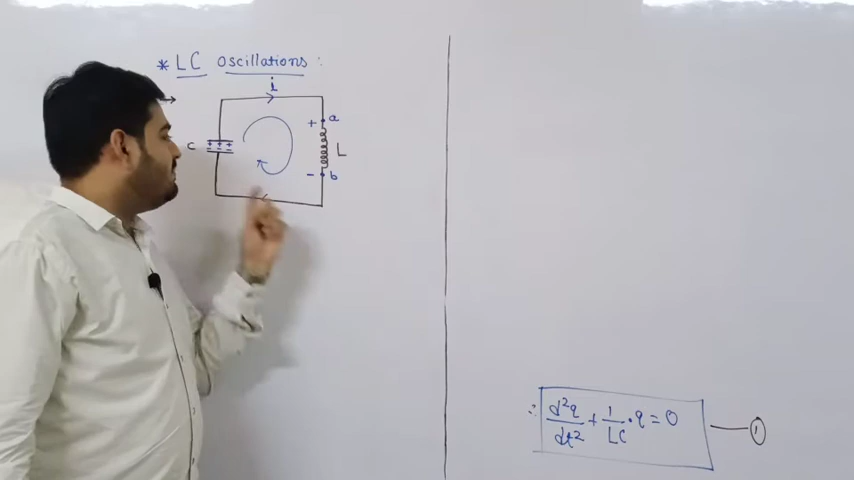 * LC oscillations :
i
+ a
+ + +
- - -
C
L
- b
∴ d²q/dt² + 1/LC · q = 0 — ①